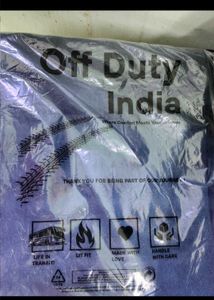 Off Duty
India
THANK YOU FOR BEING PART OF OUR JOURNEY
LIFE IN
TRANSIT
LIT FIT
MADE WITH
LOVE
HANDLE
WITH CARE